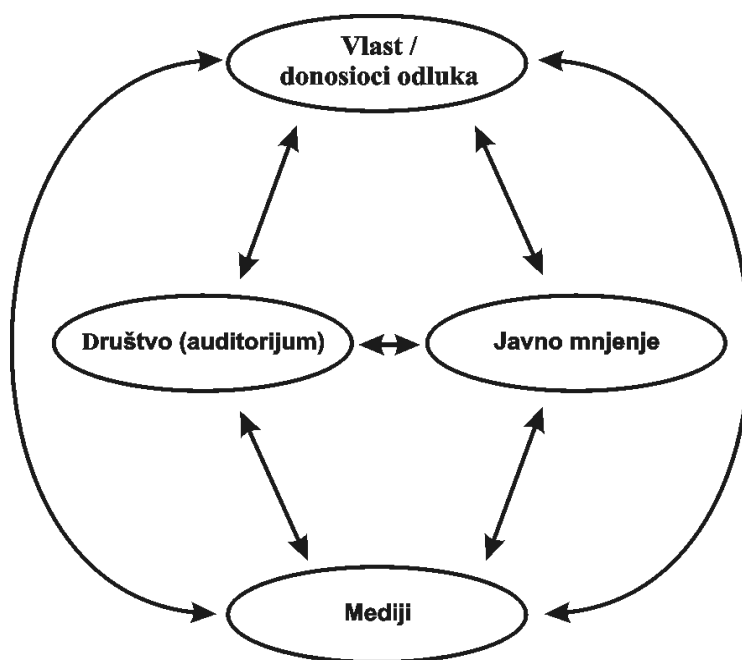 Vlast /
donosioci odluka
Društvo (auditorijum)
Javno mnjenje
Mediji